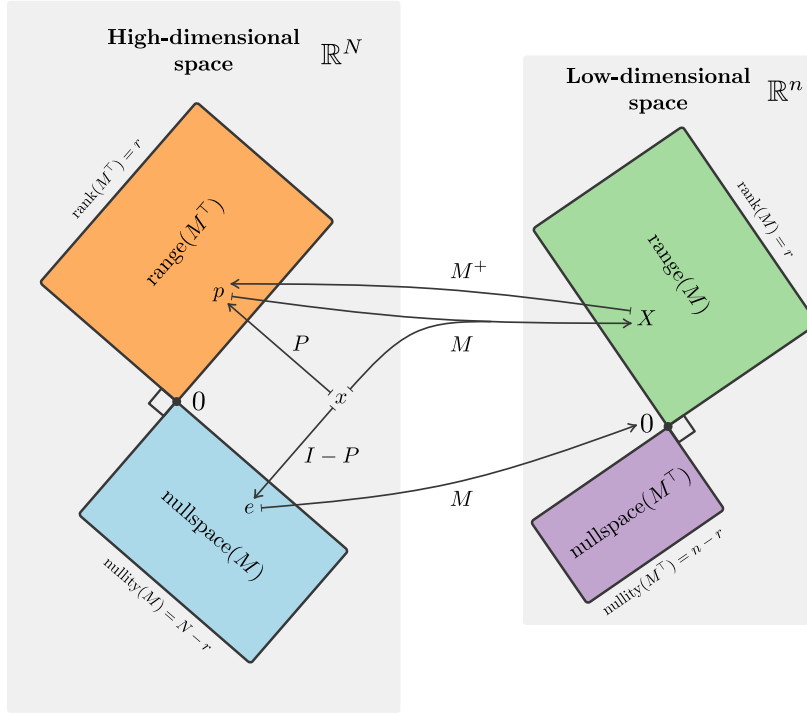 High-dimensional
space
ℝ^N
Low-dimensional
space
ℝ^n
rank(M^⊤) = r
range(M^⊤)
rank(M) = r
range(M)
M^+
p
X
P
M
x
0
0
I − P
e
M
nullspace(M)
nullspace(M^⊤)
nullity(M) = N − r
nullity(M^⊤) = n − r